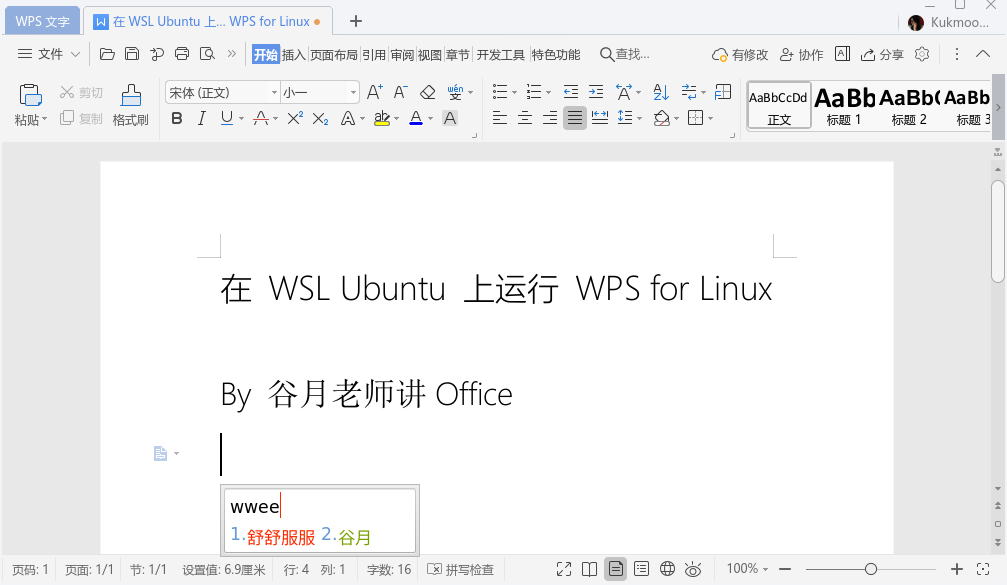 WPS 文字 在 WSL Ubuntu 上... WPS for Linux
Kukmoo...
文件 开始 插入 页面布局 引用 审阅 视图 章节 开发工具 特色功能 查找... 有修改 协作 分享
粘贴 剪切 复制 格式刷
宋体 (正文) 小一
AaBbCcDd AaBb AaBb( AaBb
正文 标题 1 标题 2 标题 3
在 WSL Ubuntu 上运行 WPS for Linux
By 谷月老师讲 Office
wwee
1.舒舒服服 2.谷月
页码: 1 页面: 1/1 节: 1/1 设置值: 6.9厘米 行: 4 列: 1 字数: 16 拼写检查 100%